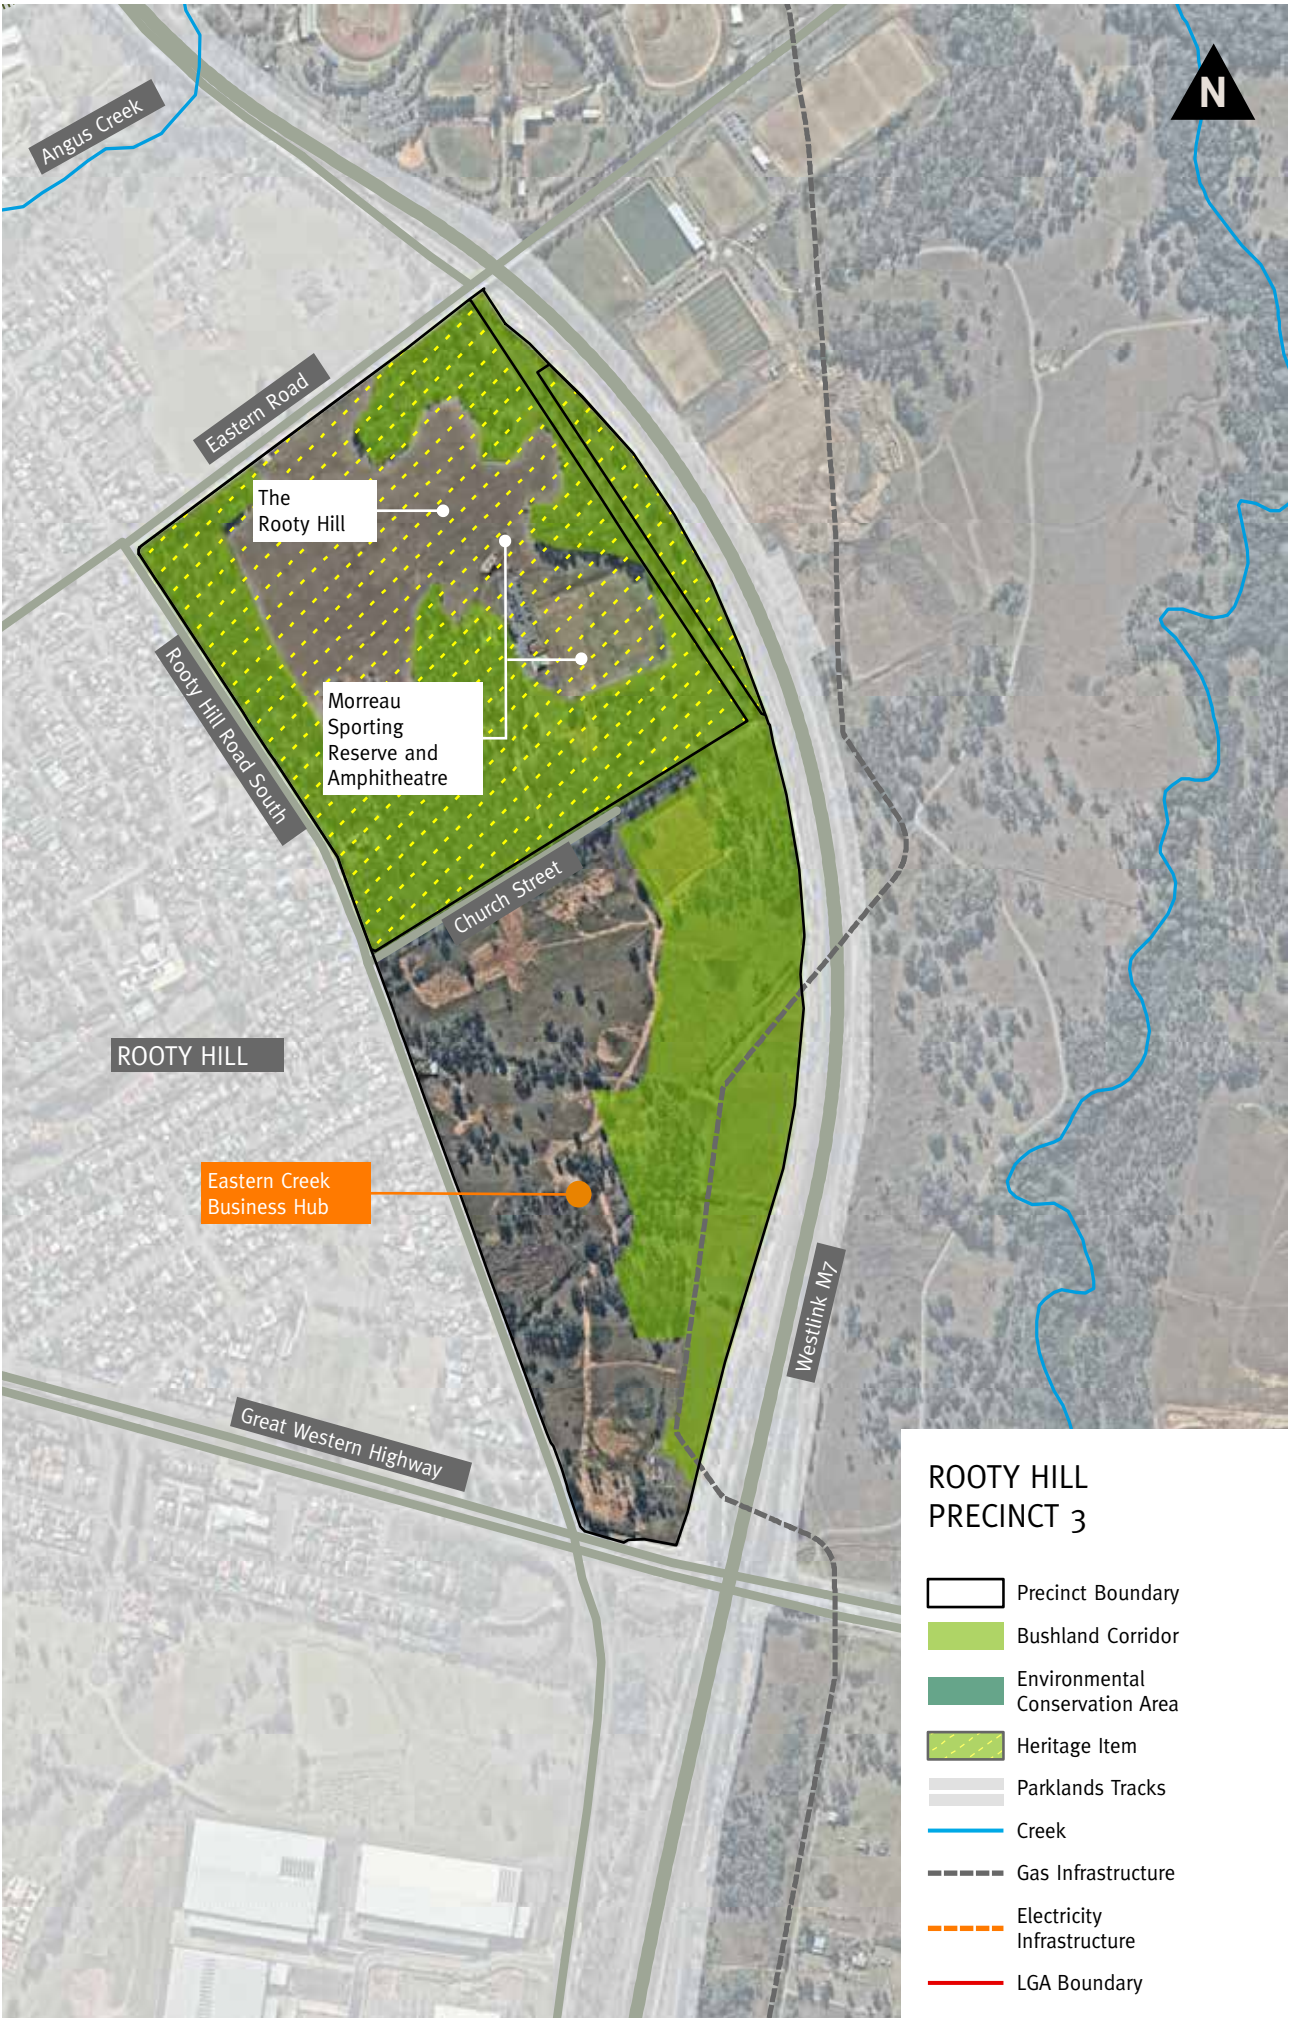 N
Angus Creek
Eastern Road
The
Rooty Hill
Rooty Hill Road South
Morreau
Sporting
Reserve and
Amphitheatre
Church Street
ROOTY HILL
Eastern Creek
Business Hub
Westlink M7
Great Western Highway
ROOTY HILL
PRECINCT 3
Precinct Boundary
Bushland Corridor
Environmental
Conservation Area
Heritage Item
Parklands Tracks
Creek
Gas Infrastructure
Electricity
Infrastructure
LGA Boundary